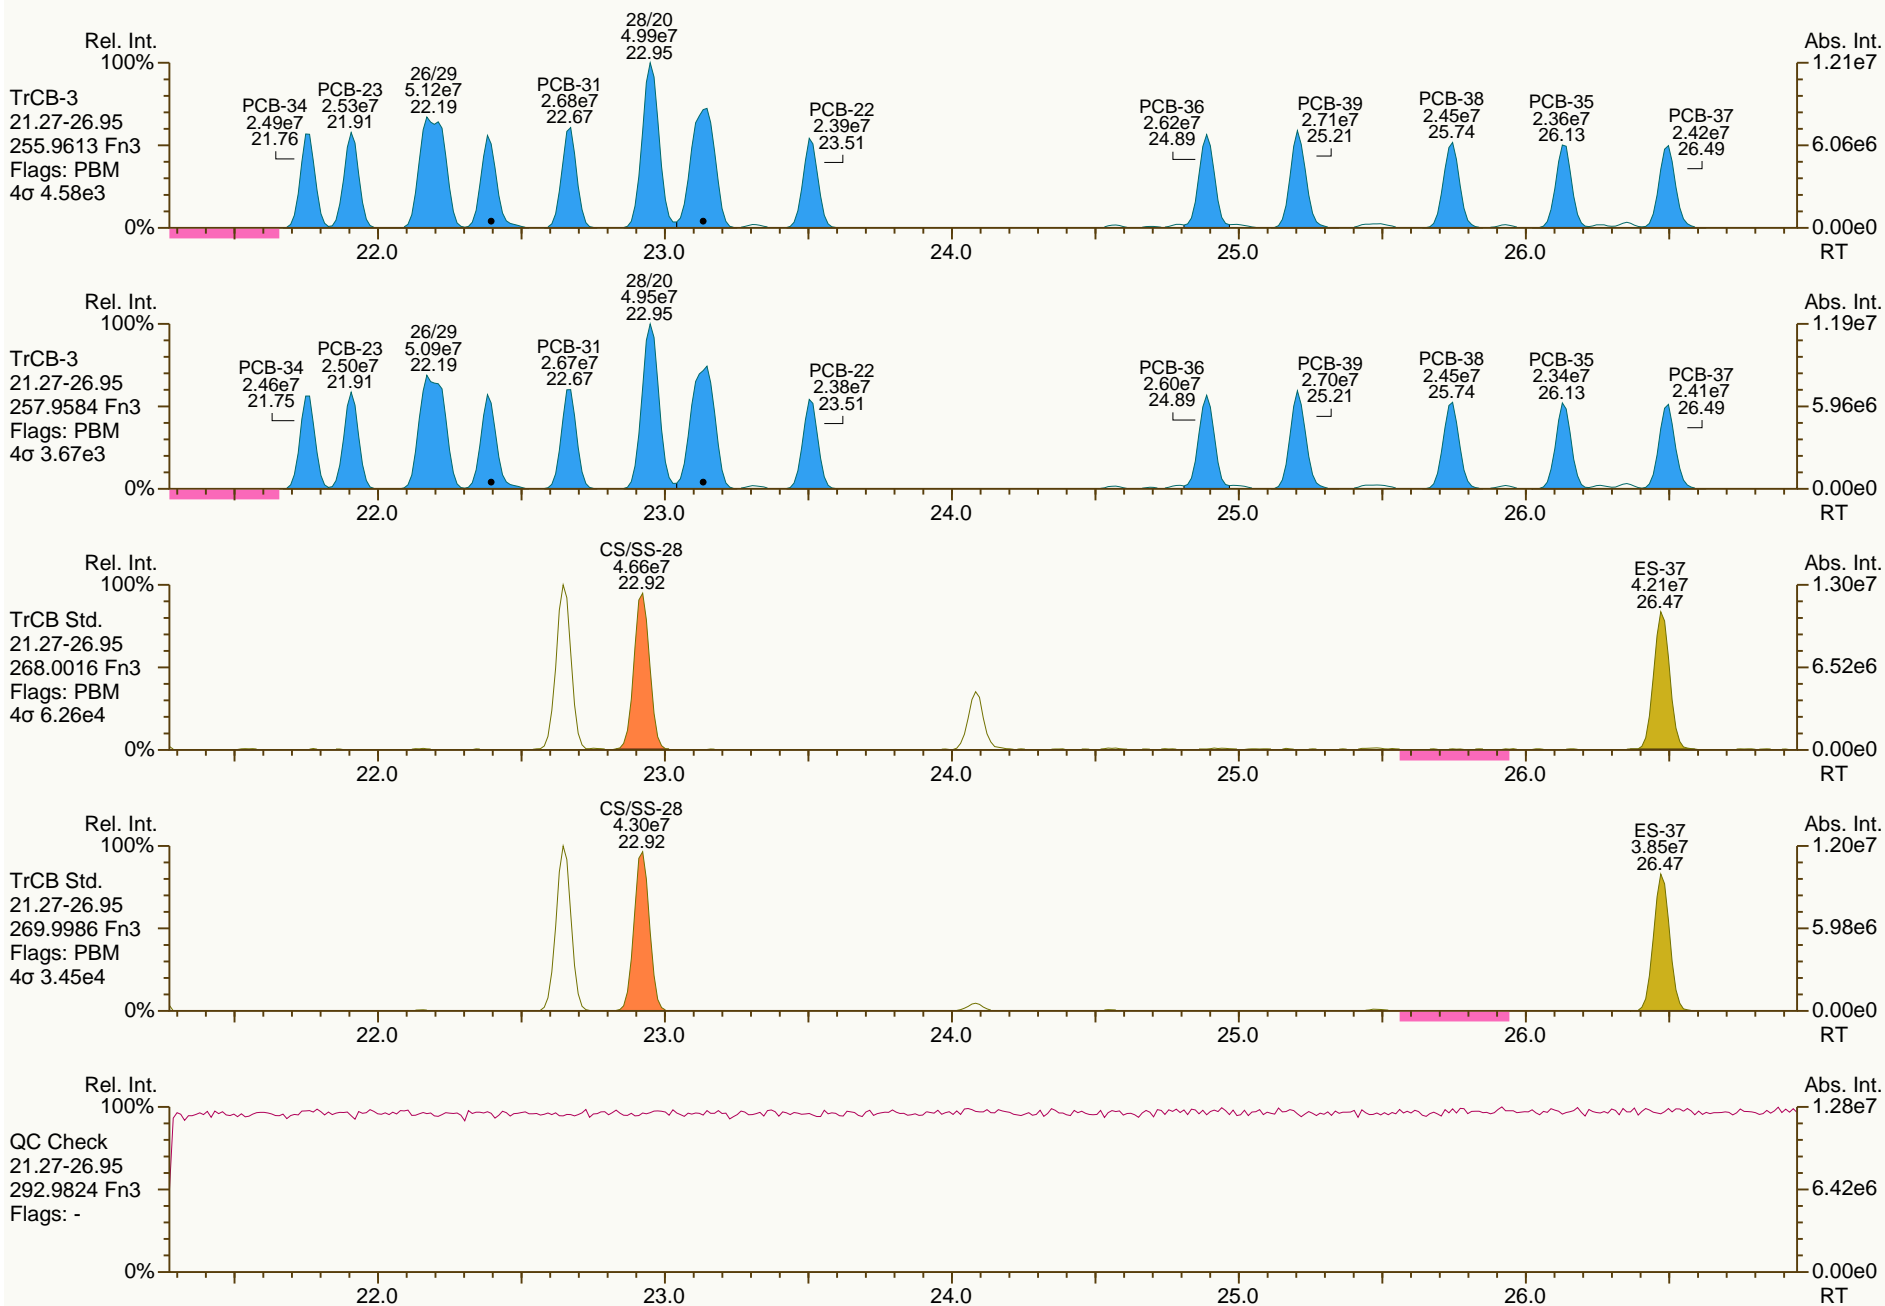 Rel. Int.
Abs. Int.
100%
0%
TrCB-3
21.27-26.95
255.9613 Fn3
Flags: PBM
4σ 4.58e3
PCB-34
2.49e7
21.76
PCB-23
2.53e7
21.91
26/29
5.12e7
22.19
PCB-31
2.68e7
22.67
28/20
4.99e7
22.95
PCB-22
2.39e7
23.51
PCB-36
2.62e7
24.89
PCB-39
2.71e7
25.21
PCB-38
2.45e7
25.74
PCB-35
2.36e7
26.13
PCB-37
2.42e7
26.49
1.21e7
6.06e6
0.00e0
22.0 23.0 24.0 25.0 26.0 RT
Rel. Int.
Abs. Int.
100%
0%
TrCB-3
21.27-26.95
257.9584 Fn3
Flags: PBM
4σ 3.67e3
PCB-34
2.46e7
21.75
PCB-23
2.50e7
21.91
26/29
5.09e7
22.19
PCB-31
2.67e7
22.67
28/20
4.95e7
22.95
PCB-22
2.38e7
23.51
PCB-36
2.60e7
24.89
PCB-39
2.70e7
25.21
PCB-38
2.45e7
25.74
PCB-35
2.34e7
26.13
PCB-37
2.41e7
26.49
1.19e7
5.96e6
0.00e0
22.0 23.0 24.0 25.0 26.0 RT
Rel. Int.
Abs. Int.
100%
0%
TrCB Std.
21.27-26.95
268.0016 Fn3
Flags: PBM
4σ 6.26e4
CS/SS-28
4.66e7
22.92
ES-37
4.21e7
26.47
1.30e7
6.52e6
0.00e0
22.0 23.0 24.0 25.0 26.0 RT
Rel. Int.
Abs. Int.
100%
0%
TrCB Std.
21.27-26.95
269.9986 Fn3
Flags: PBM
4σ 3.45e4
CS/SS-28
4.30e7
22.92
ES-37
3.85e7
26.47
1.20e7
5.98e6
0.00e0
22.0 23.0 24.0 25.0 26.0 RT
Rel. Int.
Abs. Int.
100%
0%
QC Check
21.27-26.95
292.9824 Fn3
Flags: -
1.28e7
6.42e6
0.00e0
22.0 23.0 24.0 25.0 26.0 RT